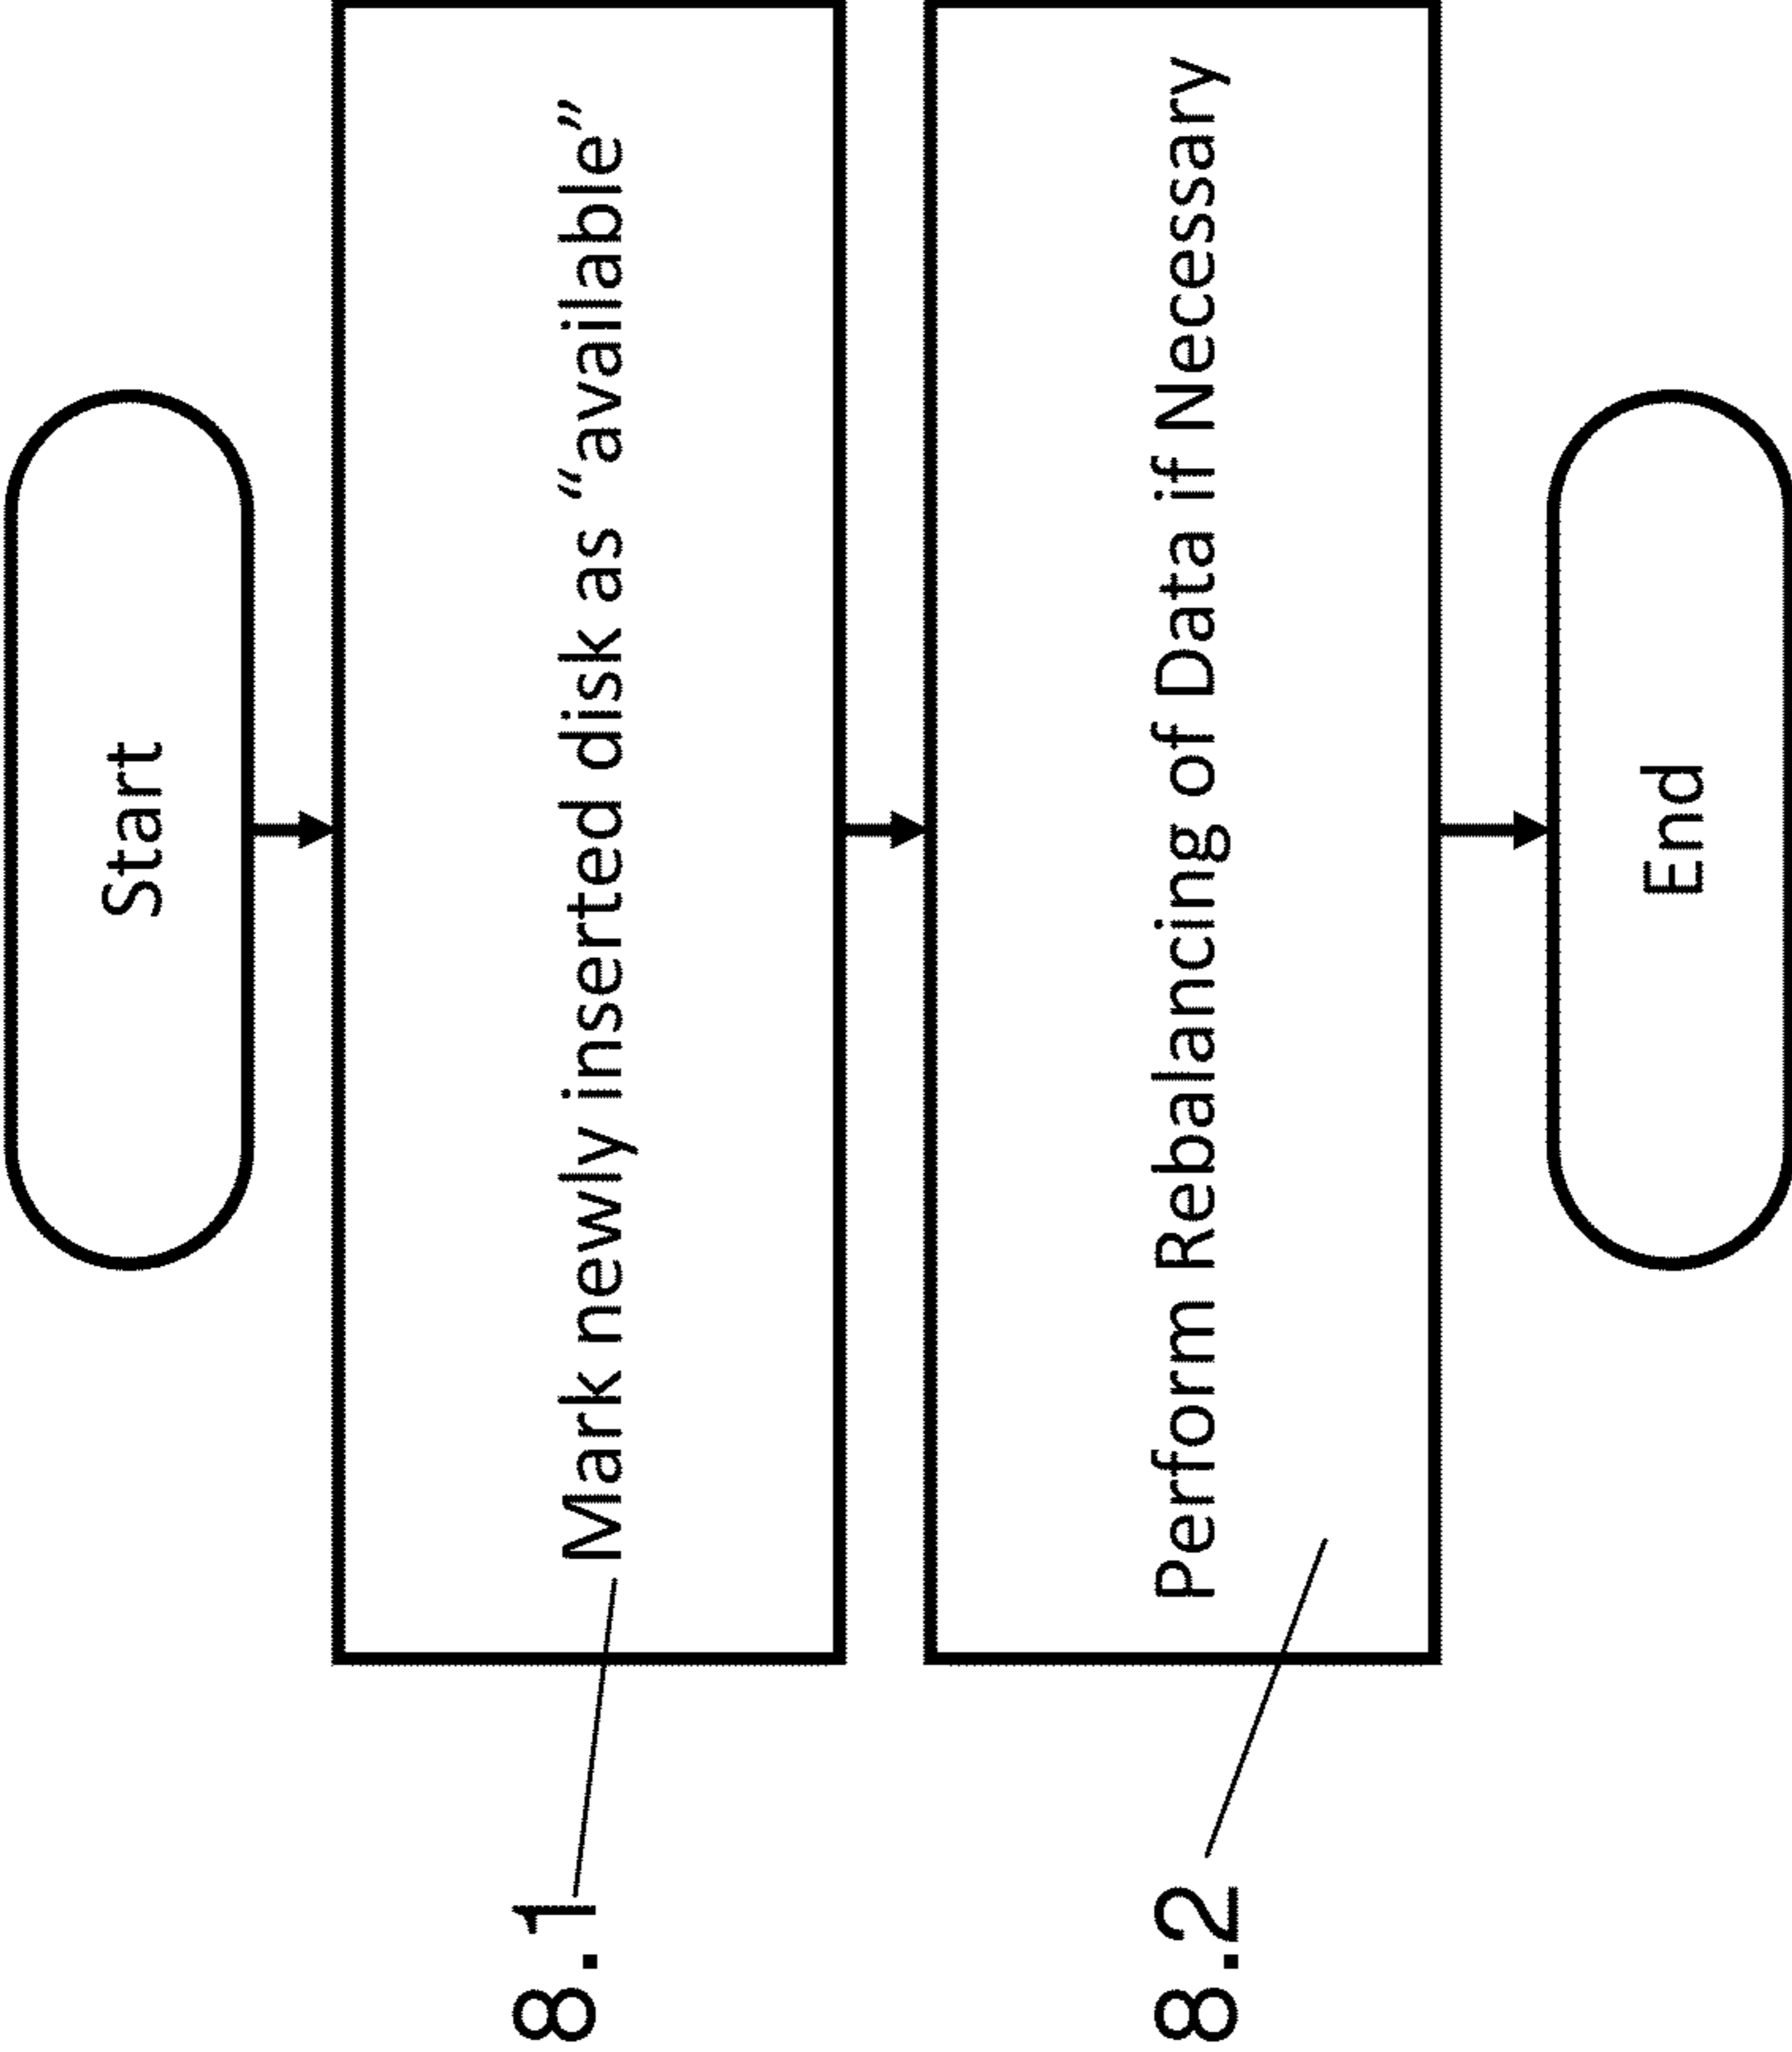 Start
8.1
Mark newly inserted disk as “available”
8.2
Perform Rebalancing of Data if Necessary
End